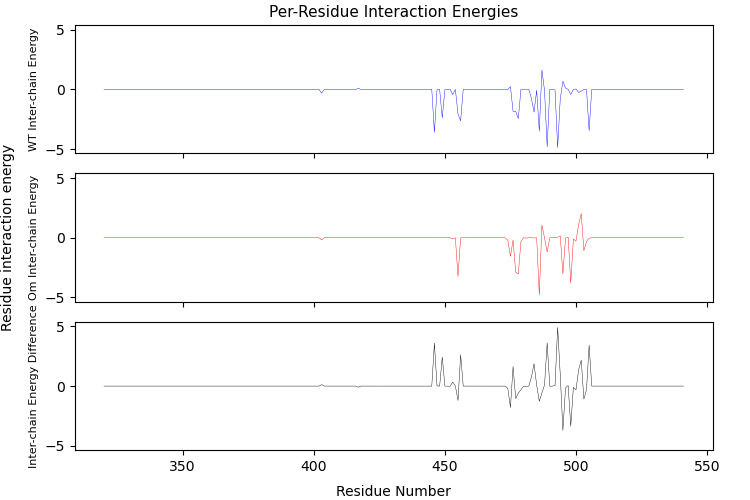 Per-Residue Interaction Energies
Residue interaction energy
WT Inter-chain Energy
5
0
−5
Om Inter-chain Energy
5
0
−5
Inter-chain Energy Difference
5
0
−5
350
400
450
500
550
Residue Number